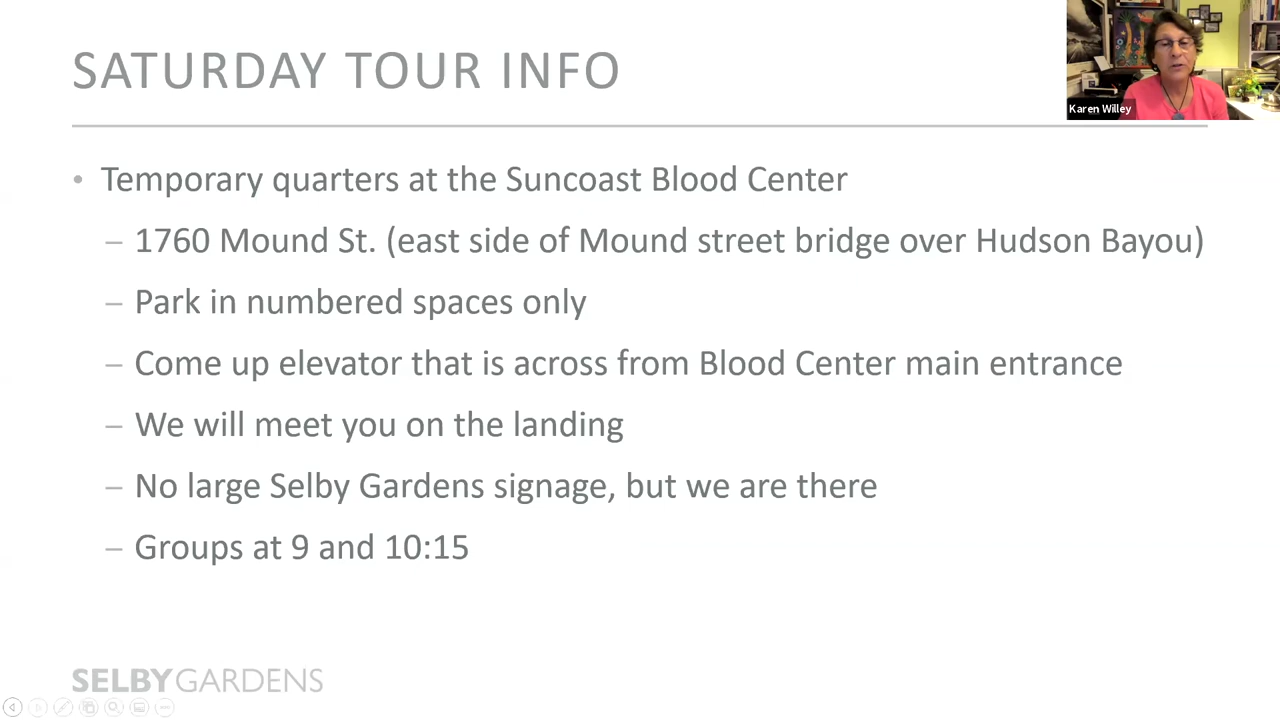 SATURDAY TOUR INFO
Karen Willey
• Temporary quarters at the Suncoast Blood Center
– 1760 Mound St. (east side of Mound street bridge over Hudson Bayou)
– Park in numbered spaces only
– Come up elevator that is across from Blood Center main entrance
– We will meet you on the landing
– No large Selby Gardens signage, but we are there
– Groups at 9 and 10:15
SELBYGARDENS